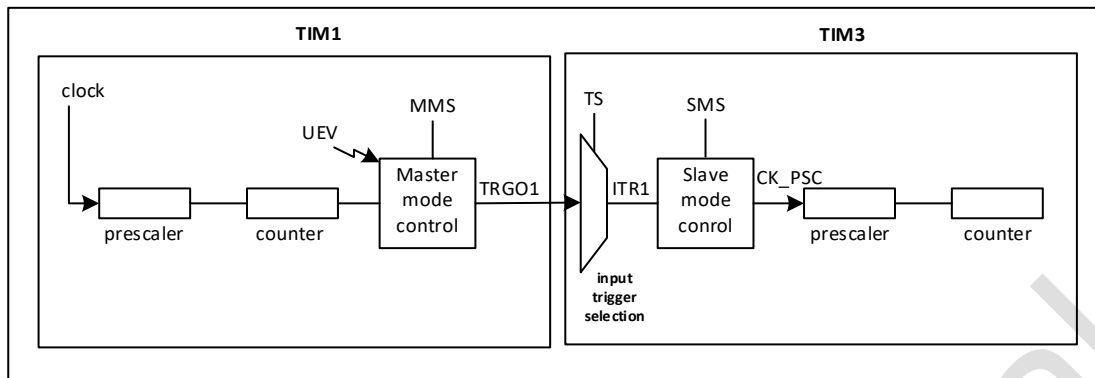 TIM1
TIM3
clock
MMS
TS
SMS
UEV
Master
mode
control
TRGO1
ITR1
Slave
mode
conrol
CK_PSC
prescaler
counter
prescaler
counter
input
trigger
selection